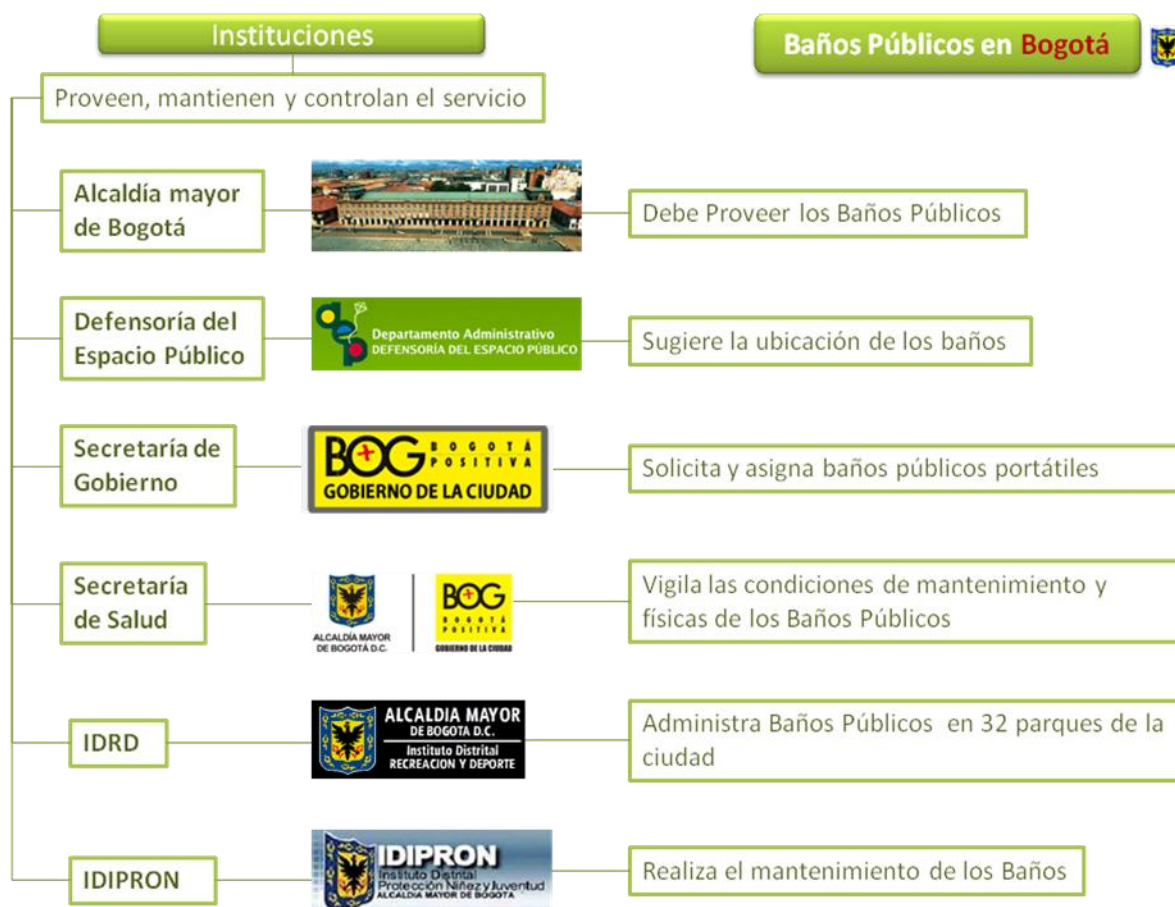 Instituciones
Baños Públicos en Bogotá
Proveen, mantienen y controlan el servicio
Alcaldía mayor
de Bogotá
Debe Proveer los Baños Públicos
Defensoría del
Espacio Público
dep
Departamento Administrativo
DEFENSORÍA DEL ESPACIO PÚBLICO
Sugiere la ubicación de los baños
Secretaría de
Gobierno
BOG BOGOTÁ
POSITIVA
GOBIERNO DE LA CIUDAD
Solicita y asigna baños públicos portátiles
Secretaría
de Salud
ALCALDÍA MAYOR
DE BOGOTÁ D.C.
BOG
BOGOTÁ
POSITIVA
GOBIERNO DE LA CIUDAD
Vigila las condiciones de mantenimiento y
físicas de los Baños Públicos
IDRD
ALCALDIA MAYOR
DE BOGOTA D.C.
Instituto Distrital
RECREACION Y DEPORTE
Administra Baños Públicos en 32 parques de la
ciudad
IDIPRON
IDIPRON
Instituto Distrital
Protección Niñez y Juventud
ALCALDIA MAYOR DE BOGOTA
Realiza el mantenimiento de los Baños